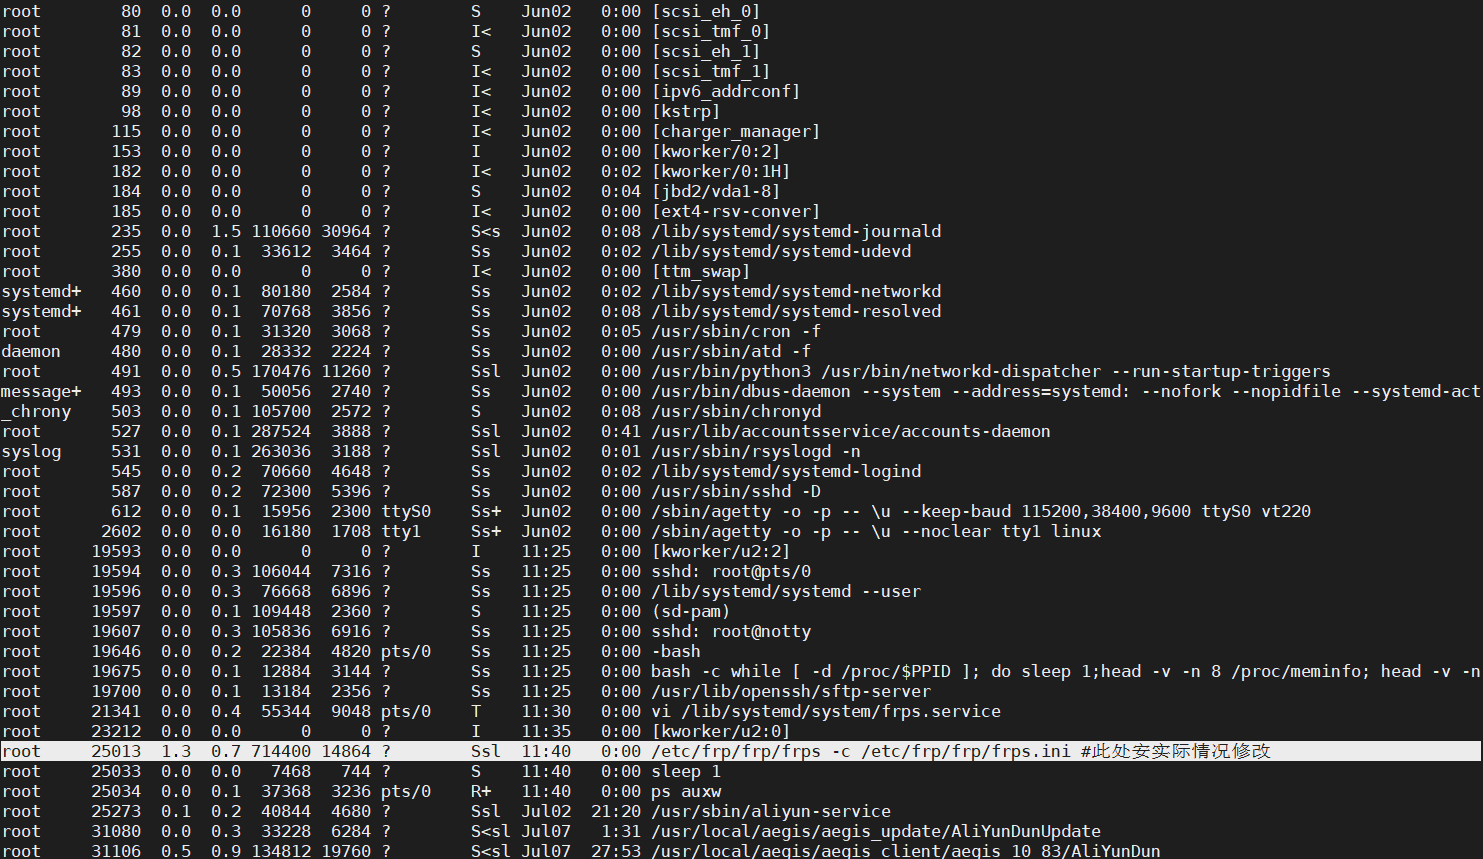 root 80 0.0 0.0 0 0 ? S Jun02 0:00 [scsi_eh_0]
root 81 0.0 0.0 0 0 ? I< Jun02 0:00 [scsi_tmf_0]
root 82 0.0 0.0 0 0 ? S Jun02 0:00 [scsi_eh_1]
root 83 0.0 0.0 0 0 ? I< Jun02 0:00 [scsi_tmf_1]
root 89 0.0 0.0 0 0 ? I< Jun02 0:00 [ipv6_addrconf]
root 98 0.0 0.0 0 0 ? I< Jun02 0:00 [kstrp]
root 115 0.0 0.0 0 0 ? I< Jun02 0:00 [charger_manager]
root 153 0.0 0.0 0 0 ? I Jun02 0:00 [kworker/0:2]
root 182 0.0 0.0 0 0 ? I< Jun02 0:02 [kworker/0:1H]
root 184 0.0 0.0 0 0 ? S Jun02 0:04 [jbd2/vda1-8]
root 185 0.0 0.0 0 0 ? I< Jun02 0:00 [ext4-rsv-conver]
root 235 0.0 1.5 110660 30964 ? S<s Jun02 0:08 /lib/systemd/systemd-journald
root 255 0.0 0.1 33612 3464 ? Ss Jun02 0:02 /lib/systemd/systemd-udevd
root 380 0.0 0.0 0 0 ? I< Jun02 0:00 [ttm_swap]
systemd+ 460 0.0 0.1 80180 2584 ? Ss Jun02 0:02 /lib/systemd/systemd-networkd
systemd+ 461 0.0 0.1 70768 3856 ? Ss Jun02 0:08 /lib/systemd/systemd-resolved
root 479 0.0 0.1 31320 3068 ? Ss Jun02 0:05 /usr/sbin/cron -f
daemon 480 0.0 0.1 28332 2224 ? Ss Jun02 0:00 /usr/sbin/atd -f
root 491 0.0 0.5 170476 11260 ? Ssl Jun02 0:00 /usr/bin/python3 /usr/bin/networkd-dispatcher --run-startup-triggers
message+ 493 0.0 0.1 50056 2740 ? Ss Jun02 0:00 /usr/bin/dbus-daemon --system --address=systemd: --nofork --nopidfile --systemd-act
_chrony 503 0.0 0.1 105700 2572 ? S Jun02 0:08 /usr/sbin/chronyd
root 527 0.0 0.1 287524 3888 ? Ssl Jun02 0:41 /usr/lib/accountsservice/accounts-daemon
syslog 531 0.0 0.1 263036 3188 ? Ssl Jun02 0:01 /usr/sbin/rsyslogd -n
root 545 0.0 0.2 70660 4648 ? Ss Jun02 0:02 /lib/systemd/systemd-logind
root 587 0.0 0.2 72300 5396 ? Ss Jun02 0:00 /usr/sbin/sshd -D
root 612 0.0 0.1 15956 2300 ttyS0 Ss+ Jun02 0:00 /sbin/agetty -o -p -- \u --keep-baud 115200,38400,9600 ttyS0 vt220
root 2602 0.0 0.0 16180 1708 tty1 Ss+ Jun02 0:00 /sbin/agetty -o -p -- \u --noclear tty1 linux
root 19593 0.0 0.0 0 0 ? I 11:25 0:00 [kworker/u2:2]
root 19594 0.0 0.3 106044 7316 ? Ss 11:25 0:00 sshd: root@pts/0
root 19596 0.0 0.3 76668 6896 ? Ss 11:25 0:00 /lib/systemd/systemd --user
root 19597 0.0 0.1 109448 2360 ? S 11:25 0:00 (sd-pam)
root 19607 0.0 0.3 105836 6916 ? Ss 11:25 0:00 sshd: root@notty
root 19646 0.0 0.2 22384 4820 pts/0 Ss 11:25 0:00 -bash
root 19675 0.0 0.1 12884 3144 ? Ss 11:25 0:00 bash -c while [ -d /proc/$PPID ]; do sleep 1;head -v -n 8 /proc/meminfo; head -v -n
root 19700 0.0 0.1 13184 2356 ? Ss 11:25 0:00 /usr/lib/openssh/sftp-server
root 21341 0.0 0.4 55344 9048 pts/0 T 11:30 0:00 vi /lib/systemd/system/frps.service
root 23212 0.0 0.0 0 0 ? I 11:35 0:00 [kworker/u2:0]
root 25013 1.3 0.7 714400 14864 ? Ssl 11:40 0:00 /etc/frp/frp/frps -c /etc/frp/frp/frps.ini #此处安实际情况修改
root 25033 0.0 0.0 7468 744 ? S 11:40 0:00 sleep 1
root 25034 0.0 0.1 37368 3236 pts/0 R+ 11:40 0:00 ps auxw
root 25273 0.1 0.2 40844 4680 ? Ssl Jul02 21:20 /usr/sbin/aliyun-service
root 31080 0.0 0.3 33228 6284 ? S<sl Jul07 1:31 /usr/local/aegis/aegis_update/AliYunDunUpdate
root 31106 0.5 0.9 134812 19760 ? S<sl Jul07 27:53 /usr/local/aegis/aegis_client/aegis_10_83/AliYunDun